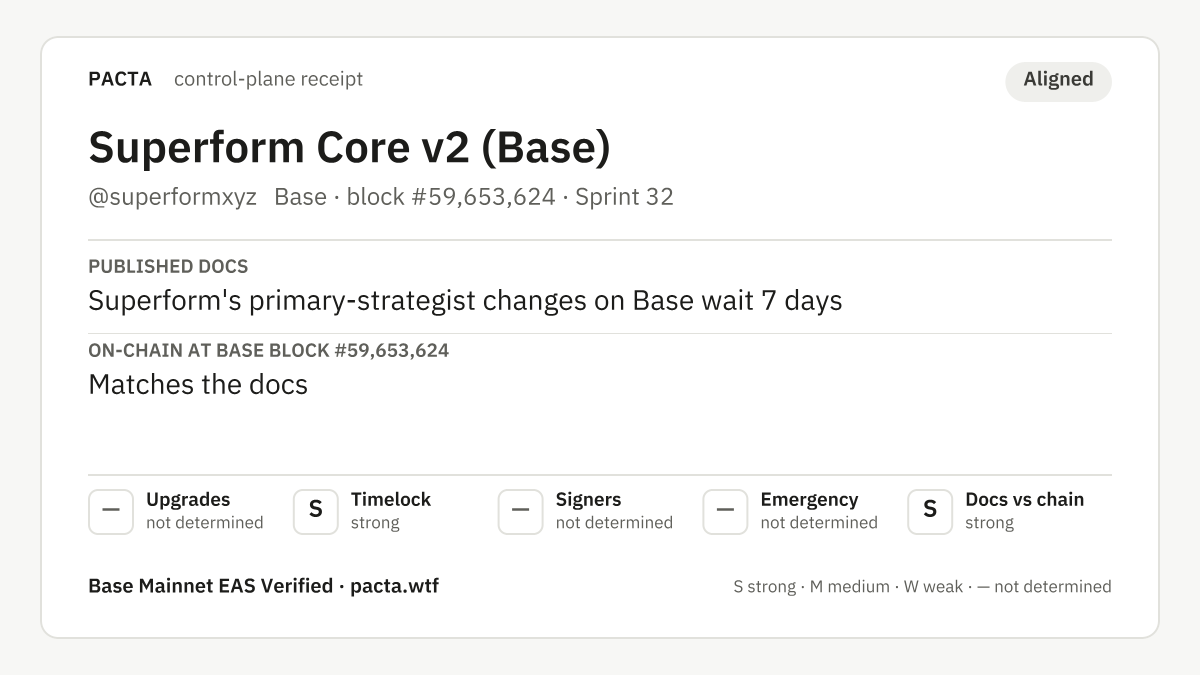 PACTA control-plane receipt
Aligned
Superform Core v2 (Base)
@superformxyz Base · block #59,653,624 · Sprint 32
PUBLISHED DOCS
Superform's primary-strategist changes on Base wait 7 days
ON-CHAIN AT BASE BLOCK #59,653,624
Matches the docs
— Upgrades
not determined
S Timelock
strong
— Signers
not determined
— Emergency
not determined
S Docs vs chain
strong
Base Mainnet EAS Verified · pacta.wtf
S strong · M medium · W weak · — not determined